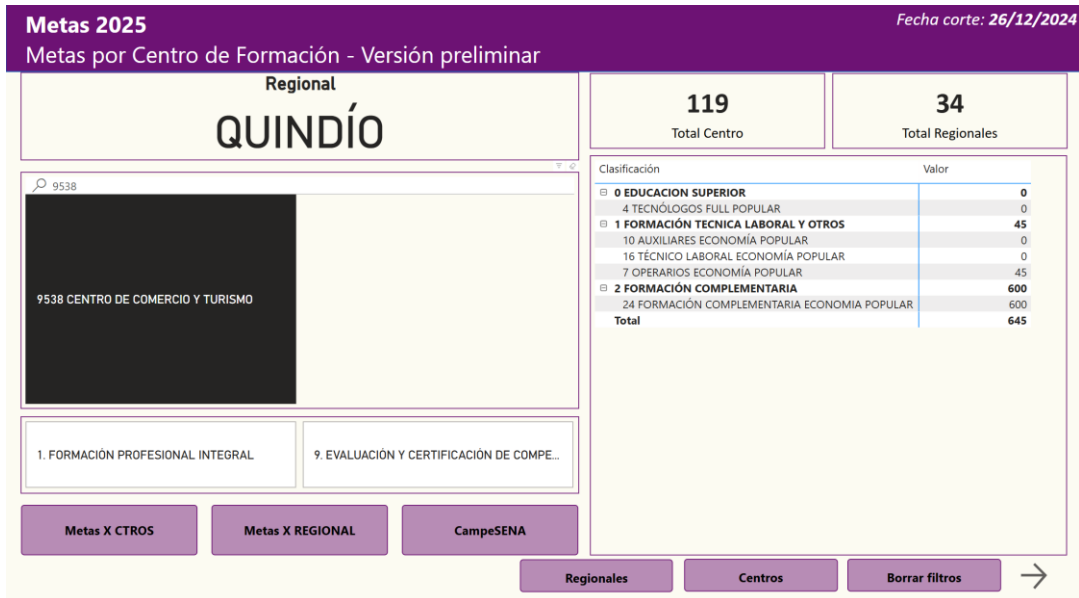 Metas 2025
Fecha corte: 26/12/2024
Metas por Centro de Formación - Versión preliminar
Regional
QUINDÍO
119
Total Centro
34
Total Regionales
9538
9538 CENTRO DE COMERCIO Y TURISMO
Clasificación Valor
0 EDUCACION SUPERIOR 0
4 TECNÓLOGOS FULL POPULAR 0
1 FORMACIÓN TECNICA LABORAL Y OTROS 45
10 AUXILIARES ECONOMÍA POPULAR 0
16 TÉCNICO LABORAL ECONOMÍA POPULAR 0
7 OPERARIOS ECONOMÍA POPULAR 45
2 FORMACIÓN COMPLEMENTARIA 600
24 FORMACIÓN COMPLEMENTARIA ECONOMIA POPULAR 600
Total 645
1. FORMACIÓN PROFESIONAL INTEGRAL
9. EVALUACIÓN Y CERTIFICACIÓN DE COMPE...
Metas X CTROS
Metas X REGIONAL
CampeSENA
Regionales
Centros
Borrar filtros